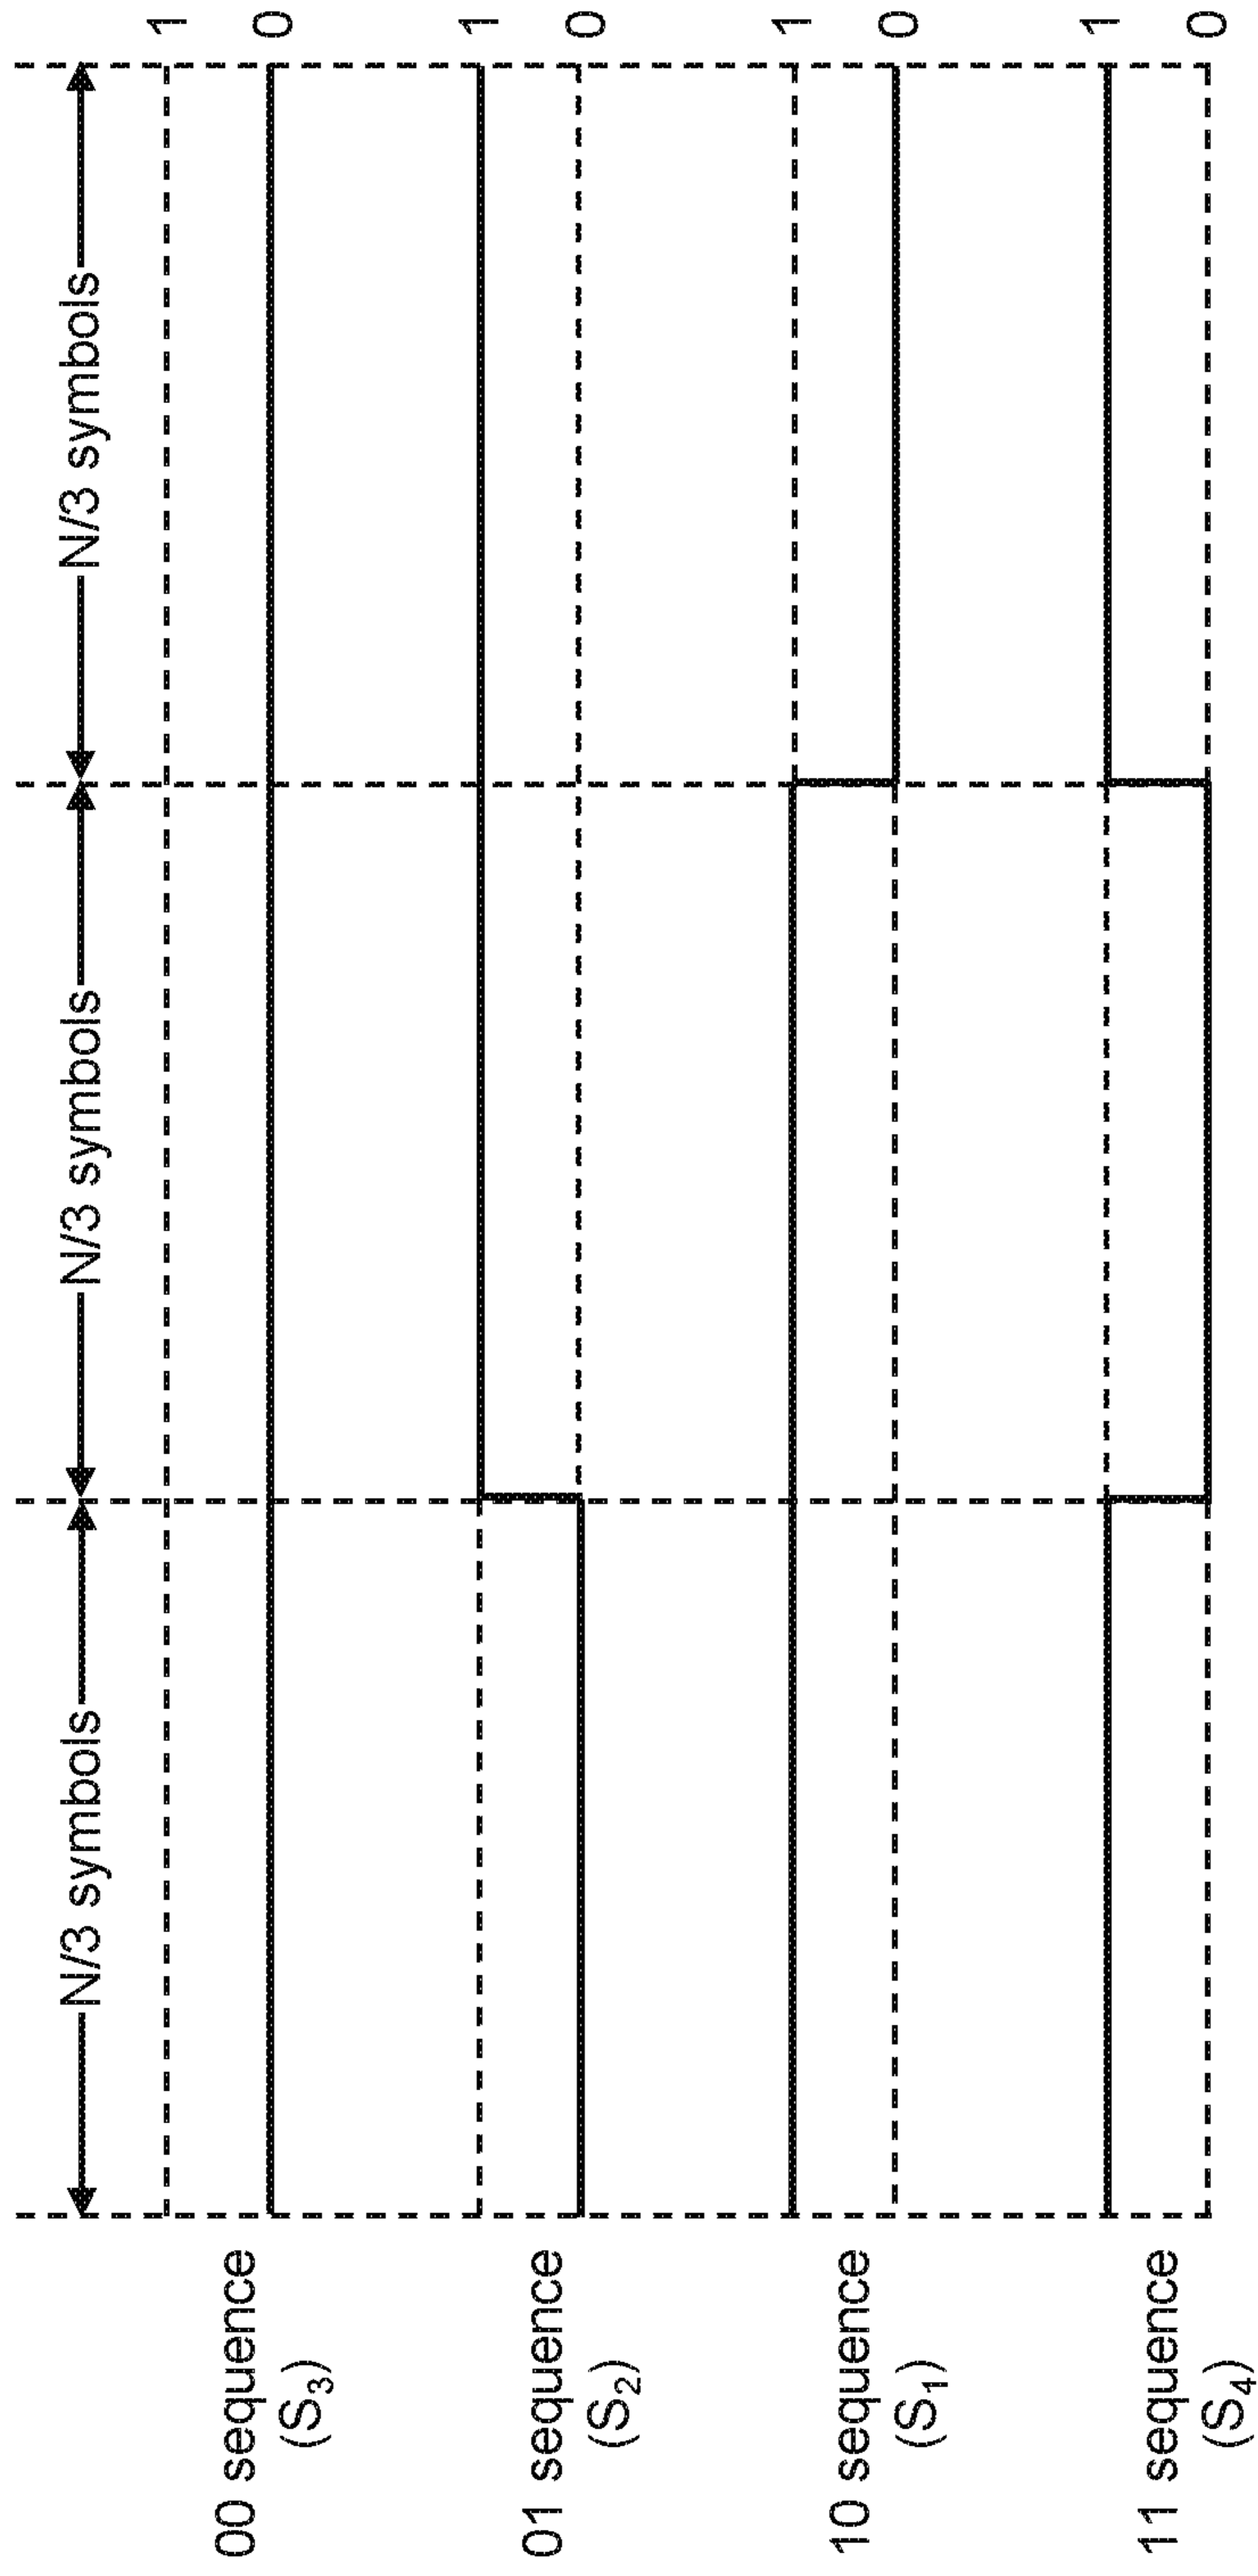 N/3 symbols
N/3 symbols
N/3 symbols
00 sequence
(S₃)
1
0
01 sequence
(S₂)
1
0
10 sequence
(S₁)
1
0
11 sequence
(S₄)
1
0